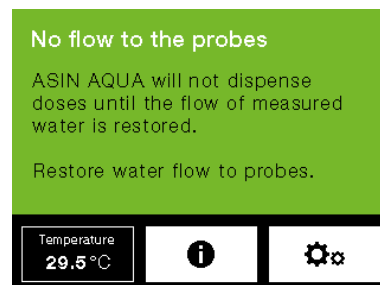 No flow to the probes
ASIN AQUA will not dispense
doses until the flow of measured
water is restored.
Restore water flow to probes.
Temperature
29.5°C